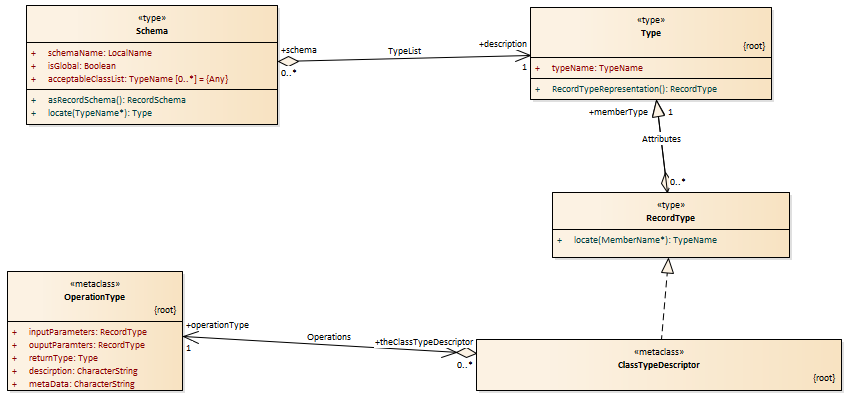 «type»
Schema
+ schemaName: LocalName
+ isGlobal: Boolean
+ acceptableClassList: TypeName [0..*] = {Any}
+ asRecordSchema(): RecordSchema
+ locate(TypeName*): Type
+schema
0..*
TypeList
+description
1
«type»
Type
{root}
+ typeName: TypeName
+ RecordTypeRepresentation(): RecordType
+memberType
1
Attributes
0..*
«type»
RecordType
+ locate(MemberName*): TypeName
«metaclass»
OperationType
{root}
+ inputParameters: RecordType
+ ouputParamters: RecordType
+ returnType: Type
+ descirption: CharacterString
+ metaData: CharacterString
+operationType
1
Operations
+theClassTypeDescriptor
0..*
«metaclass»
ClassTypeDescriptor
{root}